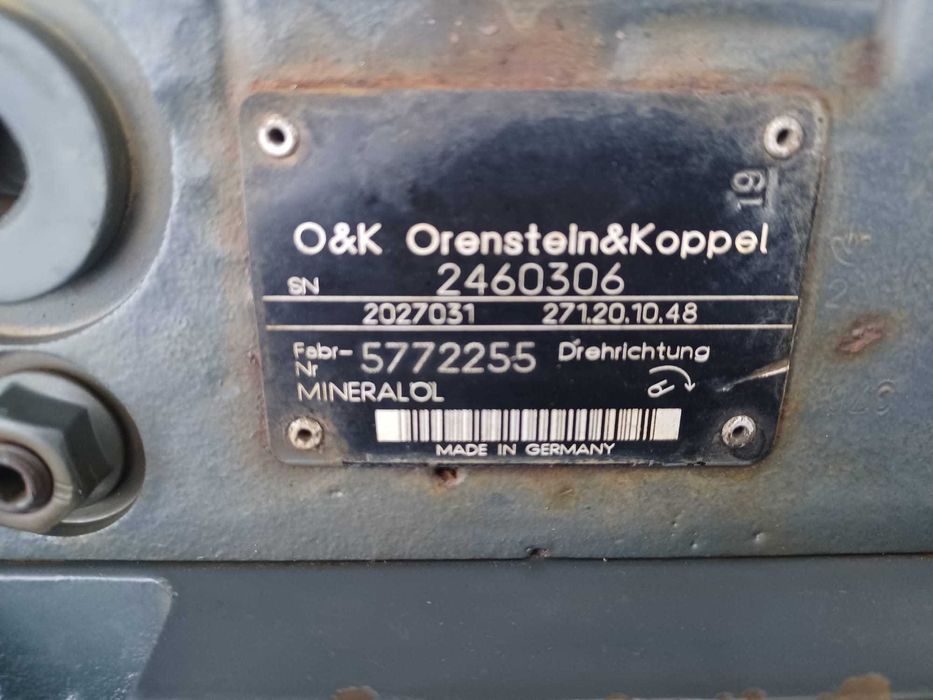 19
O&K Orenstein&Koppel
SN 2460306
2027031 271.20.10.48
Fabr-Nr 5772255 Drehrichtung
MINERALÖL
MADE IN GERMANY